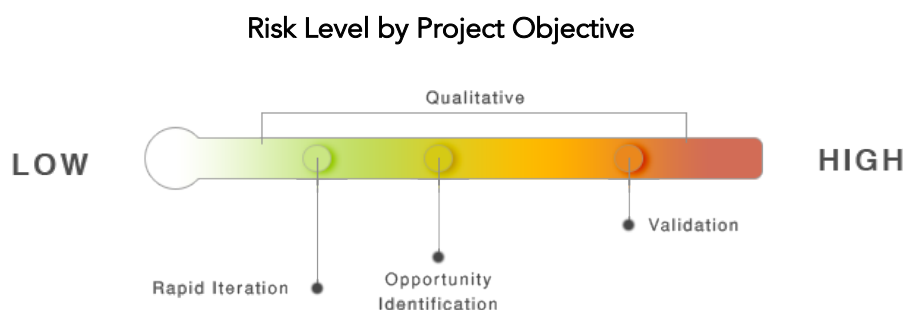 Risk Level by Project Objective
Qualitative
LOW
HIGH
Validation
Rapid Iteration
Opportunity
Identification